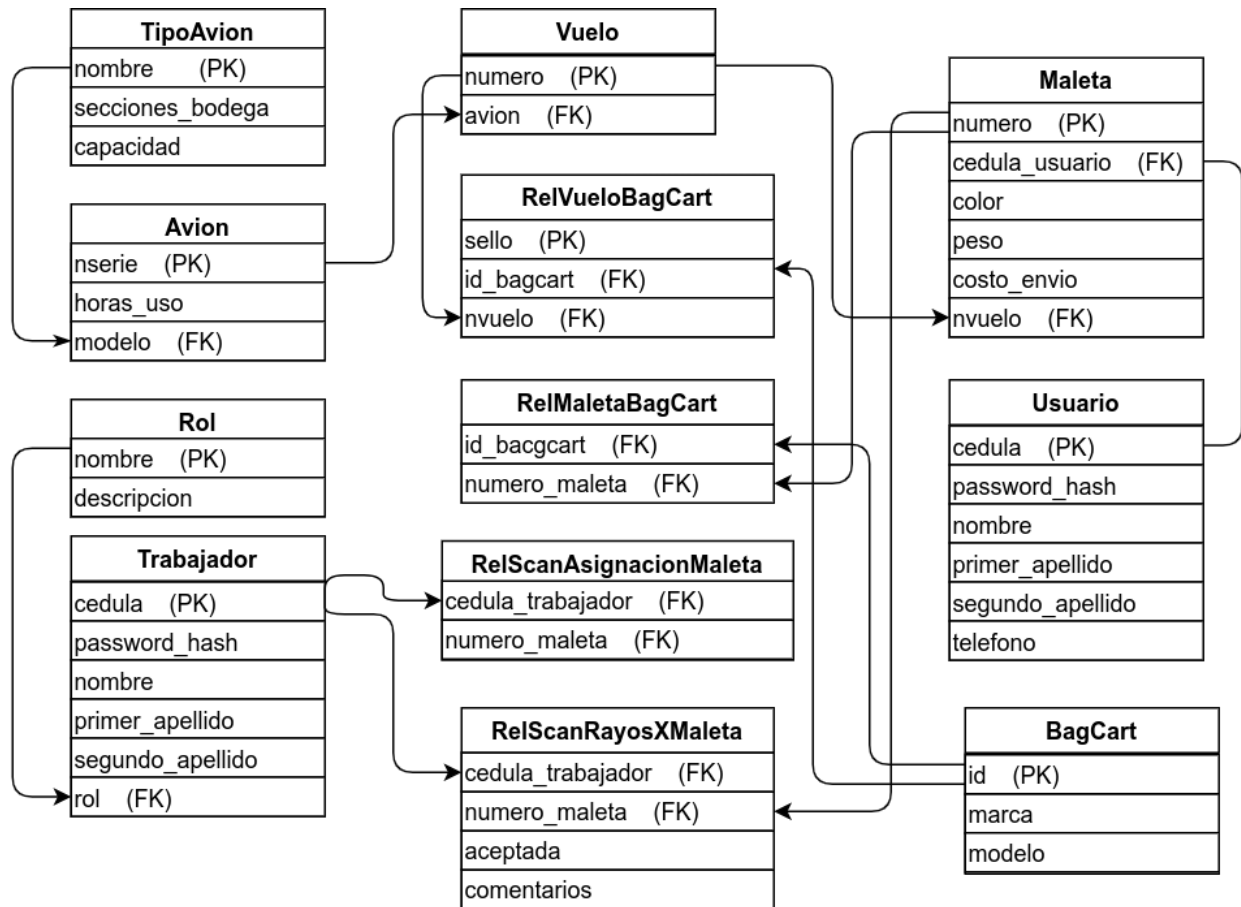 TipoAvion
nombre (PK)
secciones_bodega
capacidad
Avion
nserie (PK)
horas_uso
modelo (FK)
Rol
nombre (PK)
descripcion
Trabajador
cedula (PK)
password_hash
nombre
primer_apellido
segundo_apellido
rol (FK)
Vuelo
numero (PK)
avion (FK)
RelVueloBagCart
sello (PK)
id_bagcart (FK)
nvuelo (FK)
RelMaletaBagCart
id_bacgcart (FK)
numero_maleta (FK)
RelScanAsignacionMaleta
cedula_trabajador (FK)
numero_maleta (FK)
RelScanRayosXMaleta
cedula_trabajador (FK)
numero_maleta (FK)
aceptada
comentarios
Maleta
numero (PK)
cedula_usuario (FK)
color
peso
costo_envio
nvuelo (FK)
Usuario
cedula (PK)
password_hash
nombre
primer_apellido
segundo_apellido
telefono
BagCart
id (PK)
marca
modelo